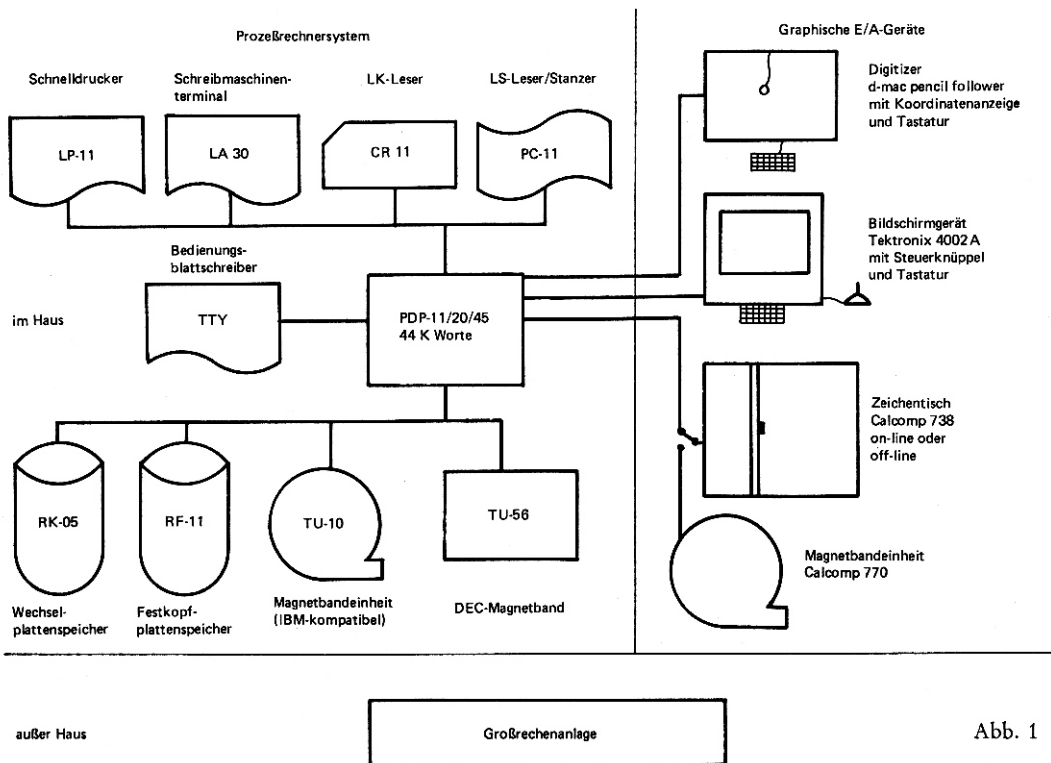 Prozeßrechnersystem
Graphische E/A-Geräte
Schnelldrucker
Schreibmaschinen-
terminal
LK-Leser
LS-Leser/Stanzer
LP-11
LA 30
CR 11
PC-11
Digitizer
d-mac pencil follower
mit Koordinatenanzeige
und Tastatur
Bedienungs-
blattschreiber
Bildschirmgerät
Tektronix 4002 A
mit Steuerknüppel
und Tastatur
im Haus
TTY
PDP-11/20/45
44 K Worte
Zeichentisch
Calcomp 738
on-line oder
off-line
RK-05
RF-11
TU-10
TU-56
Magnetbandeinheit
Calcomp 770
Wechsel-
plattenspeicher
Festkopf-
plattenspeicher
Magnetbandeinheit
(IBM-kompatibel)
DEC-Magnetband
außer Haus
Großrechenanlage
Abb. 1